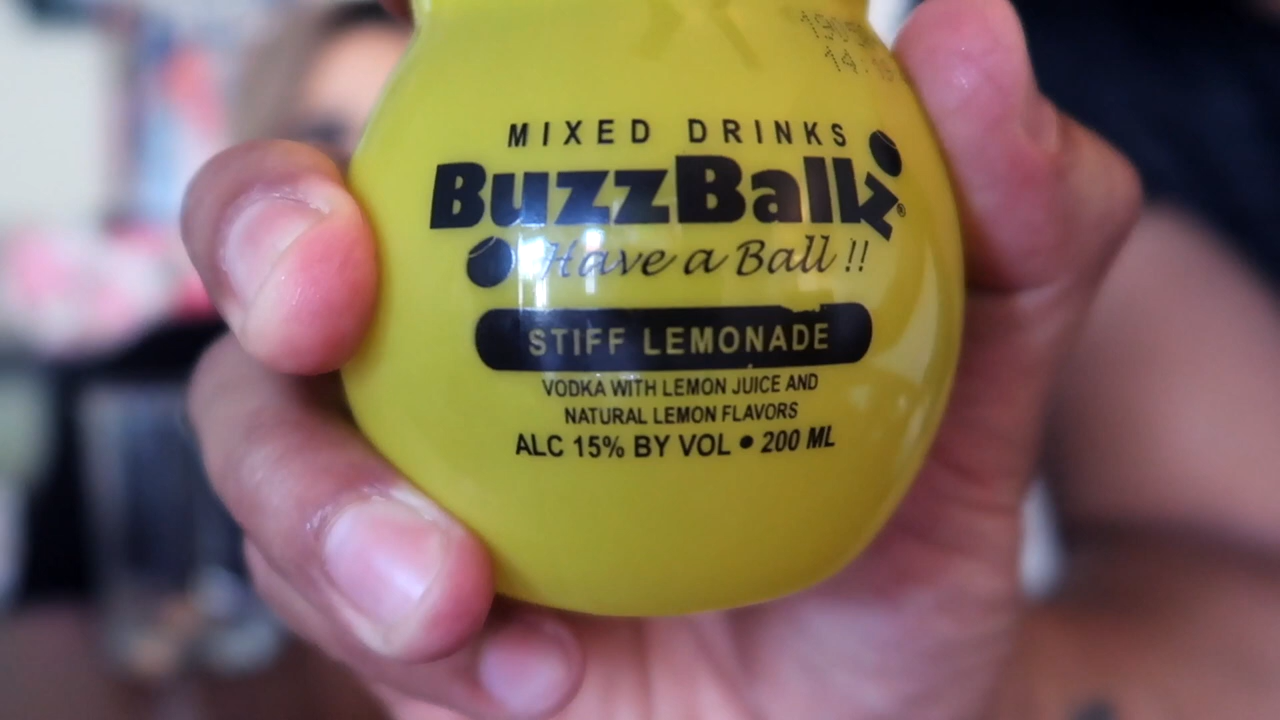 MIXED DRINKS
BuzzBallz®
Have a Ball !!
STIFF LEMONADE
VODKA WITH LEMON JUICE AND
NATURAL LEMON FLAVORS
ALC 15% BY VOL • 200 ML